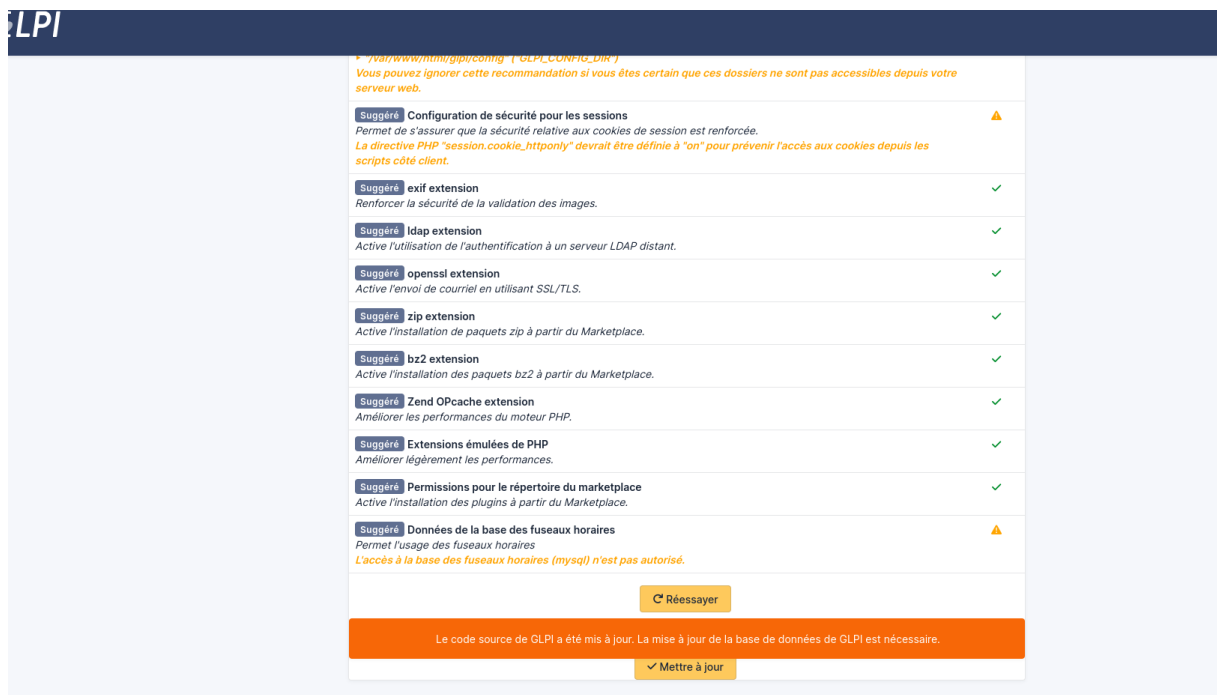 GLPI
▸ "/var/www/html/glpi/config" ("GLPI_CONFIG_DIR")
Vous pouvez ignorer cette recommandation si vous êtes certain que ces dossiers ne sont pas accessibles depuis votre
serveur web.
Suggéré Configuration de sécurité pour les sessions
Permet de s'assurer que la sécurité relative aux cookies de session est renforcée.
La directive PHP "session.cookie_httponly" devrait être définie à "on" pour prévenir l'accès aux cookies depuis les
scripts côté client.
Suggéré exif extension
Renforcer la sécurité de la validation des images.
Suggéré ldap extension
Active l'utilisation de l'authentification à un serveur LDAP distant.
Suggéré openssl extension
Active l'envoi de courriel en utilisant SSL/TLS.
Suggéré zip extension
Active l'installation de paquets zip à partir du Marketplace.
Suggéré bz2 extension
Active l'installation des paquets bz2 à partir du Marketplace.
Suggéré Zend OPcache extension
Améliorer les performances du moteur PHP.
Suggéré Extensions émulées de PHP
Améliorer légèrement les performances.
Suggéré Permissions pour le répertoire du marketplace
Active l'installation des plugins à partir du Marketplace.
Suggéré Données de la base des fuseaux horaires
Permet l'usage des fuseaux horaires
L'accès à la base des fuseaux horaires (mysql) n'est pas autorisé.
Réessayer
Le code source de GLPI a été mis à jour. La mise à jour de la base de données de GLPI est nécessaire.
Mettre à jour